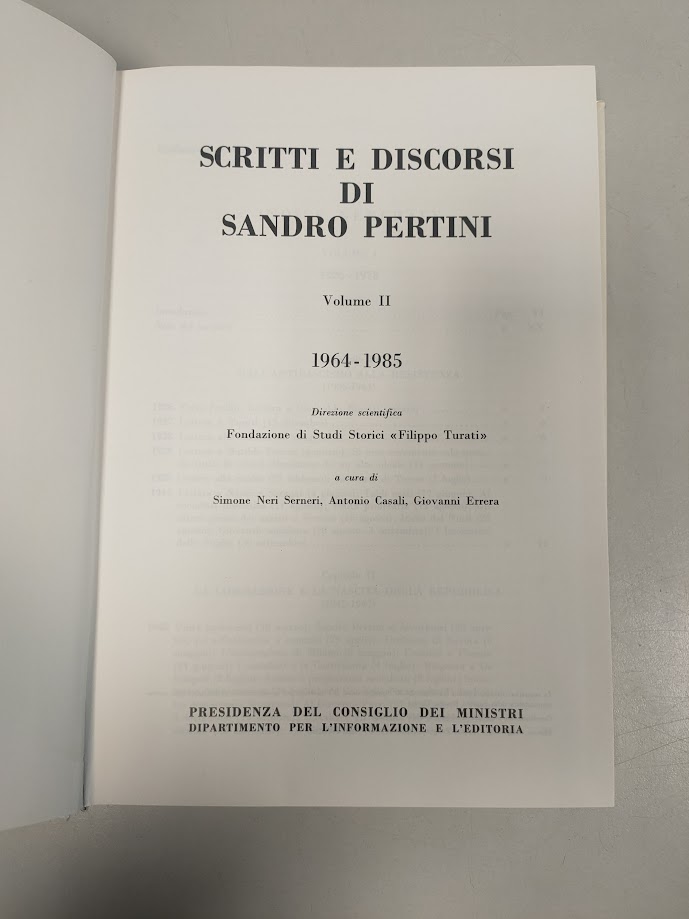 SCRITTI E DISCORSI
DI
SANDRO PERTINI
Volume II
1964-1985
Direzione scientifica
Fondazione di Studi Storici «Filippo Turati»
a cura di
Simone Neri Serneri, Antonio Casali, Giovanni Errera
PRESIDENZA DEL CONSIGLIO DEI MINISTRI
DIPARTIMENTO PER L'INFORMAZIONE E L'EDITORIA